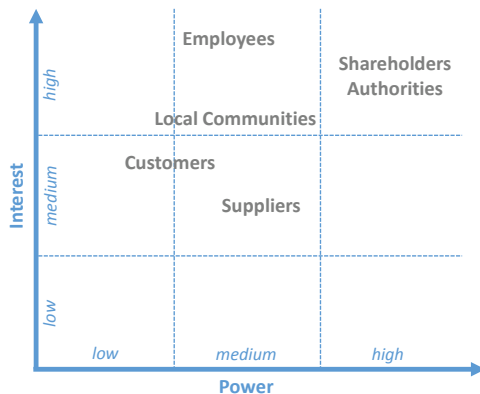 Employees
Shareholders
Authorities
high
Local Communities
Customers
Interest
medium
Suppliers
low
low
medium
high
Power